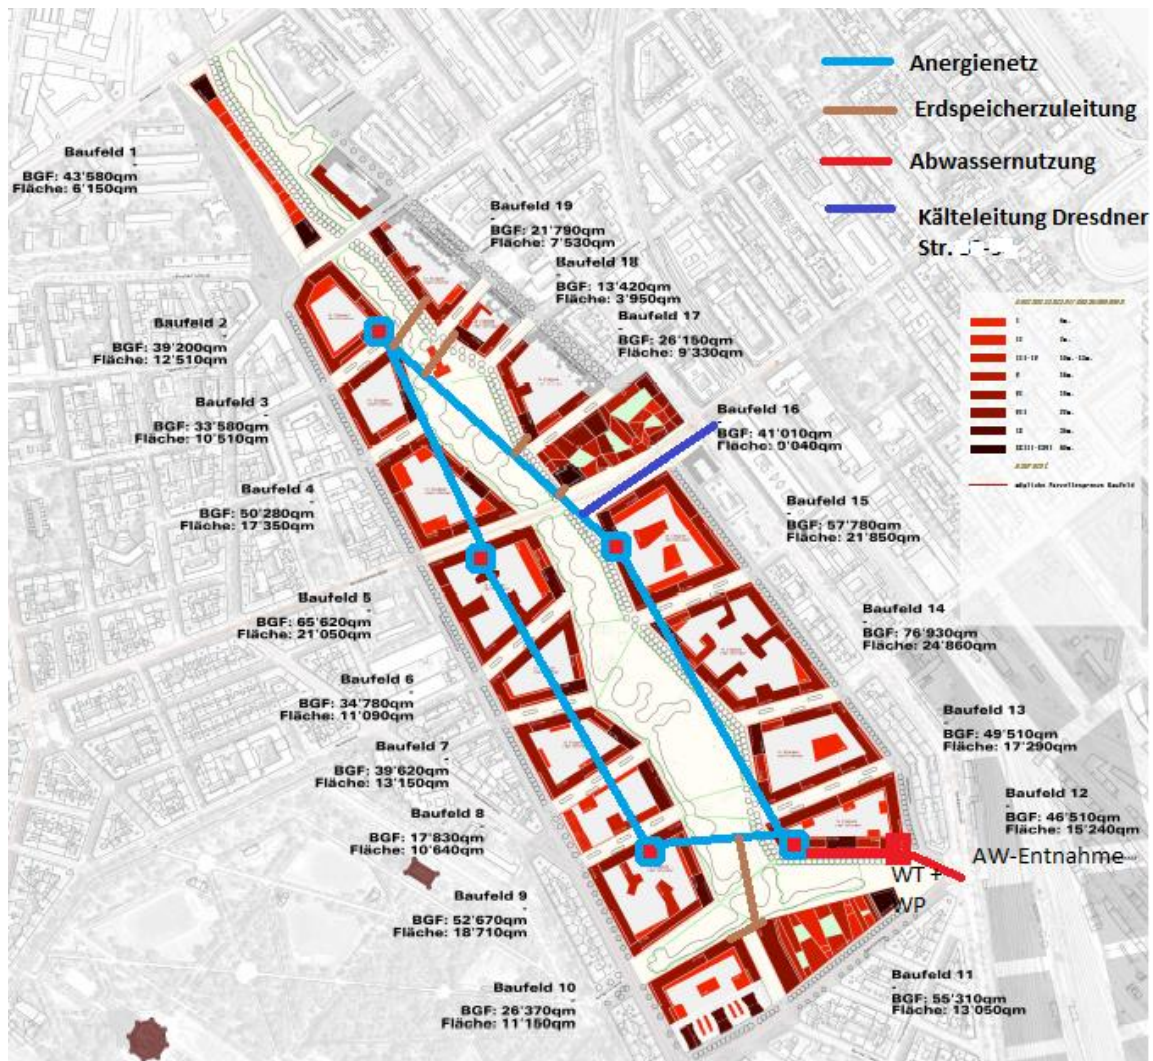 Anergienetz
Erdspeicherzuleitung
Abwassernutzung
Kälteleitung Dresdner
Str.
Baufeld 1
-
BGF: 43'580qm
Fläche: 6'150qm
Baufeld 19
-
BGF: 21'790qm
Fläche: 7'530qm
Baufeld 18
-
BGF: 13'420qm
Fläche: 3'950qm
Baufeld 17
-
BGF: 26'150qm
Fläche: 9'330qm
Baufeld 2
-
BGF: 39'200qm
Fläche: 12'510qm
Baufeld 3
-
BGF: 33'580qm
Fläche: 10'510qm
Baufeld 16
-
BGF: 41'010qm
Fläche: 9'040qm
Baufeld 4
-
BGF: 50'280qm
Fläche: 17'350qm
Baufeld 15
-
BGF: 57'780qm
Fläche: 21'850qm
Baufeld 5
-
BGF: 65'620qm
Fläche: 21'050qm
Baufeld 14
-
BGF: 76'930qm
Fläche: 24'860qm
Baufeld 6
-
BGF: 34'780qm
Fläche: 11'090qm
Baufeld 13
-
BGF: 49'510qm
Fläche: 17'290qm
Baufeld 7
-
BGF: 39'620qm
Fläche: 13'150qm
Baufeld 12
-
BGF: 46'510qm
Fläche: 15'240qm
Baufeld 8
-
BGF: 17'830qm
Fläche: 10'640qm
AW-Entnahme
WT +
WP
Baufeld 9
-
BGF: 52'670qm
Fläche: 18'710qm
Baufeld 11
-
BGF: 55'310qm
Fläche: 13'050qm
Baufeld 10
-
BGF: 26'370qm
Fläche: 11'150qm